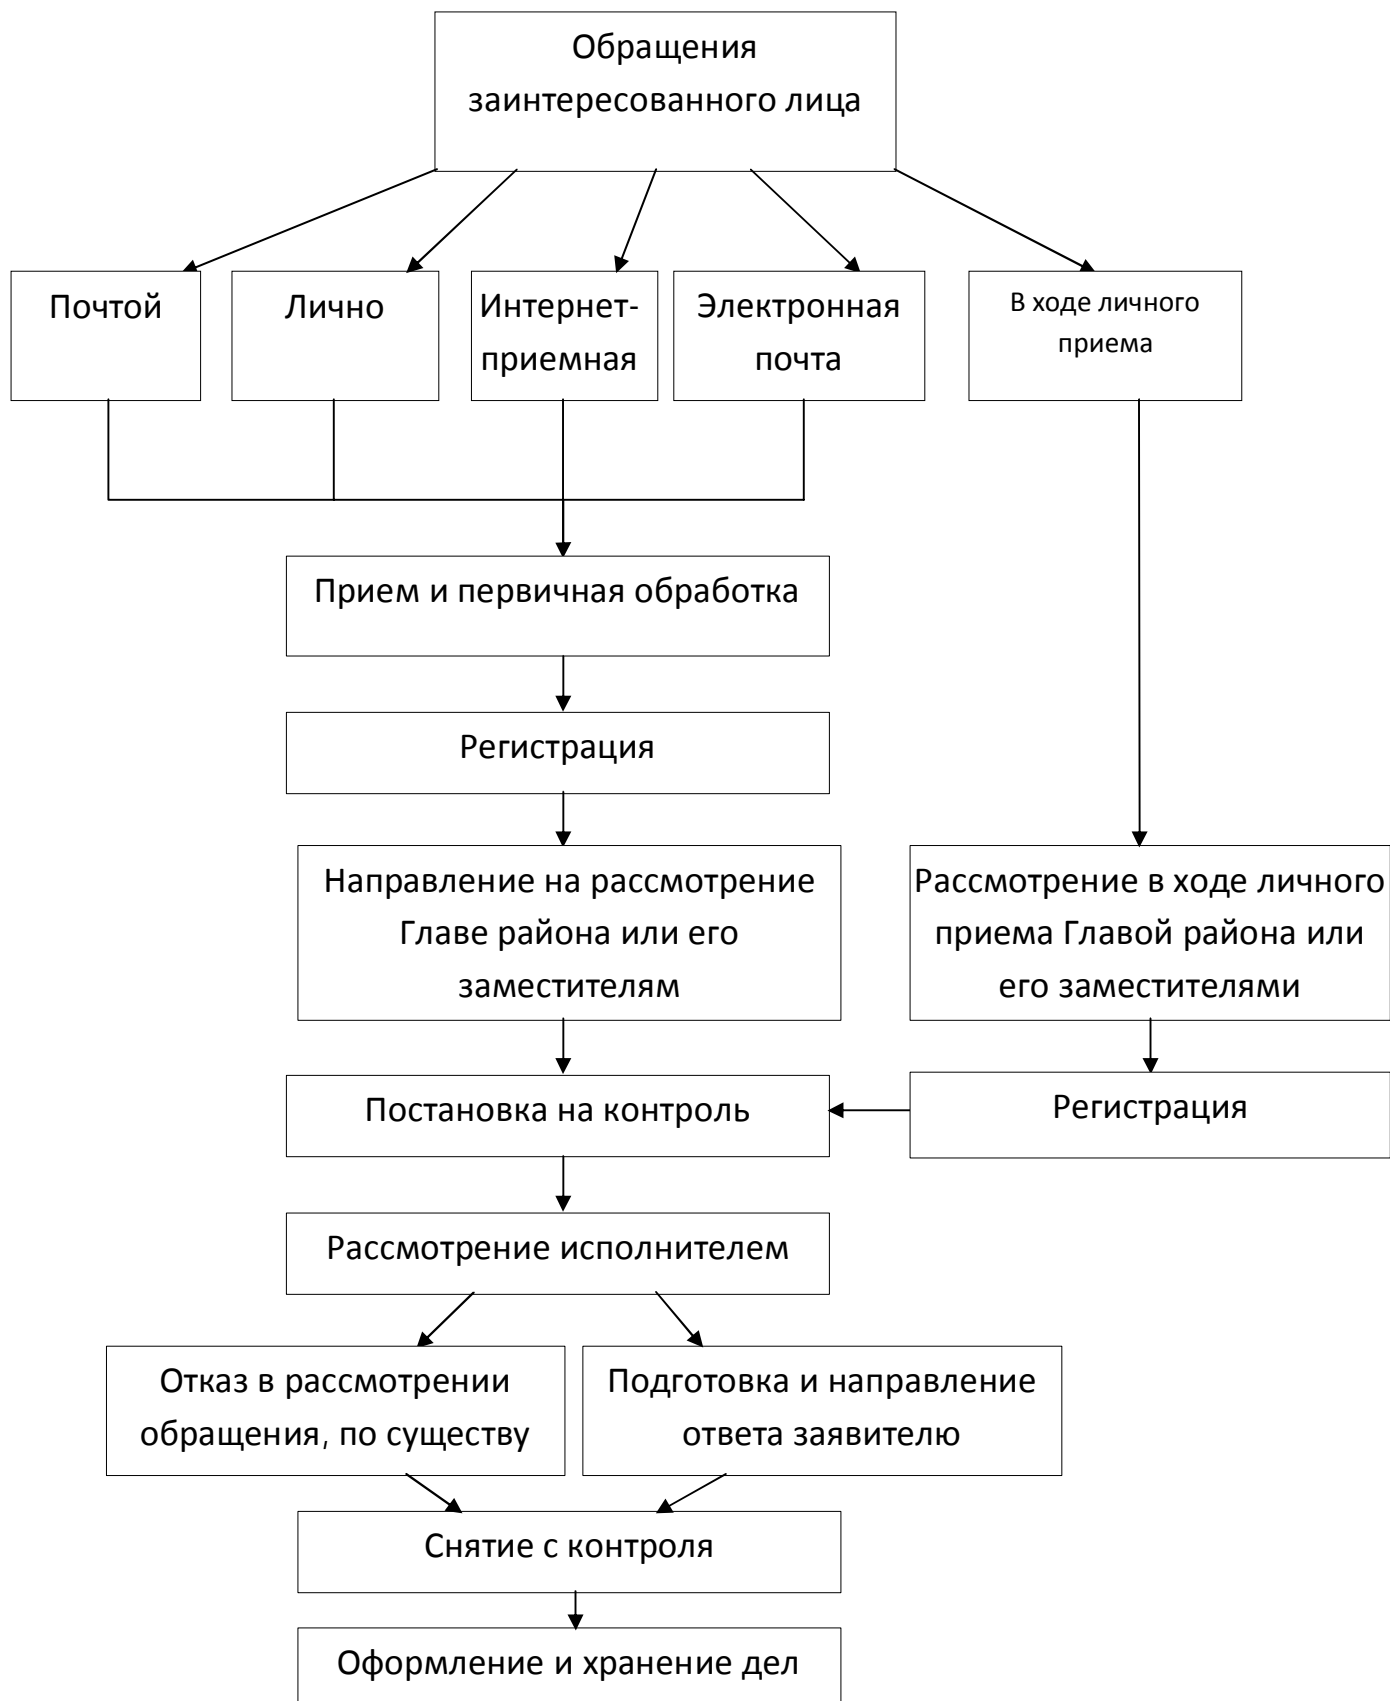 Обращения
заинтересованного лица
Почтой
Лично
Интернет-
приемная
Электронная
почта
В ходе личного
приема
Прием и первичная обработка
Регистрация
Направление на рассмотрение
Главе района или его
заместителям
Рассмотрение в ходе личного
приема Главой района или
его заместителями
Постановка на контроль
Регистрация
Рассмотрение исполнителем
Отказ в рассмотрении
обращения, по существу
Подготовка и направление
ответа заявителю
Снятие с контроля
Оформление и хранение дел